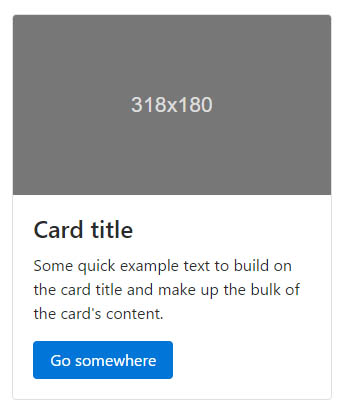 318x180
Card title
Some quick example text to build on
the card title and make up the bulk of
the card's content.
Go somewhere